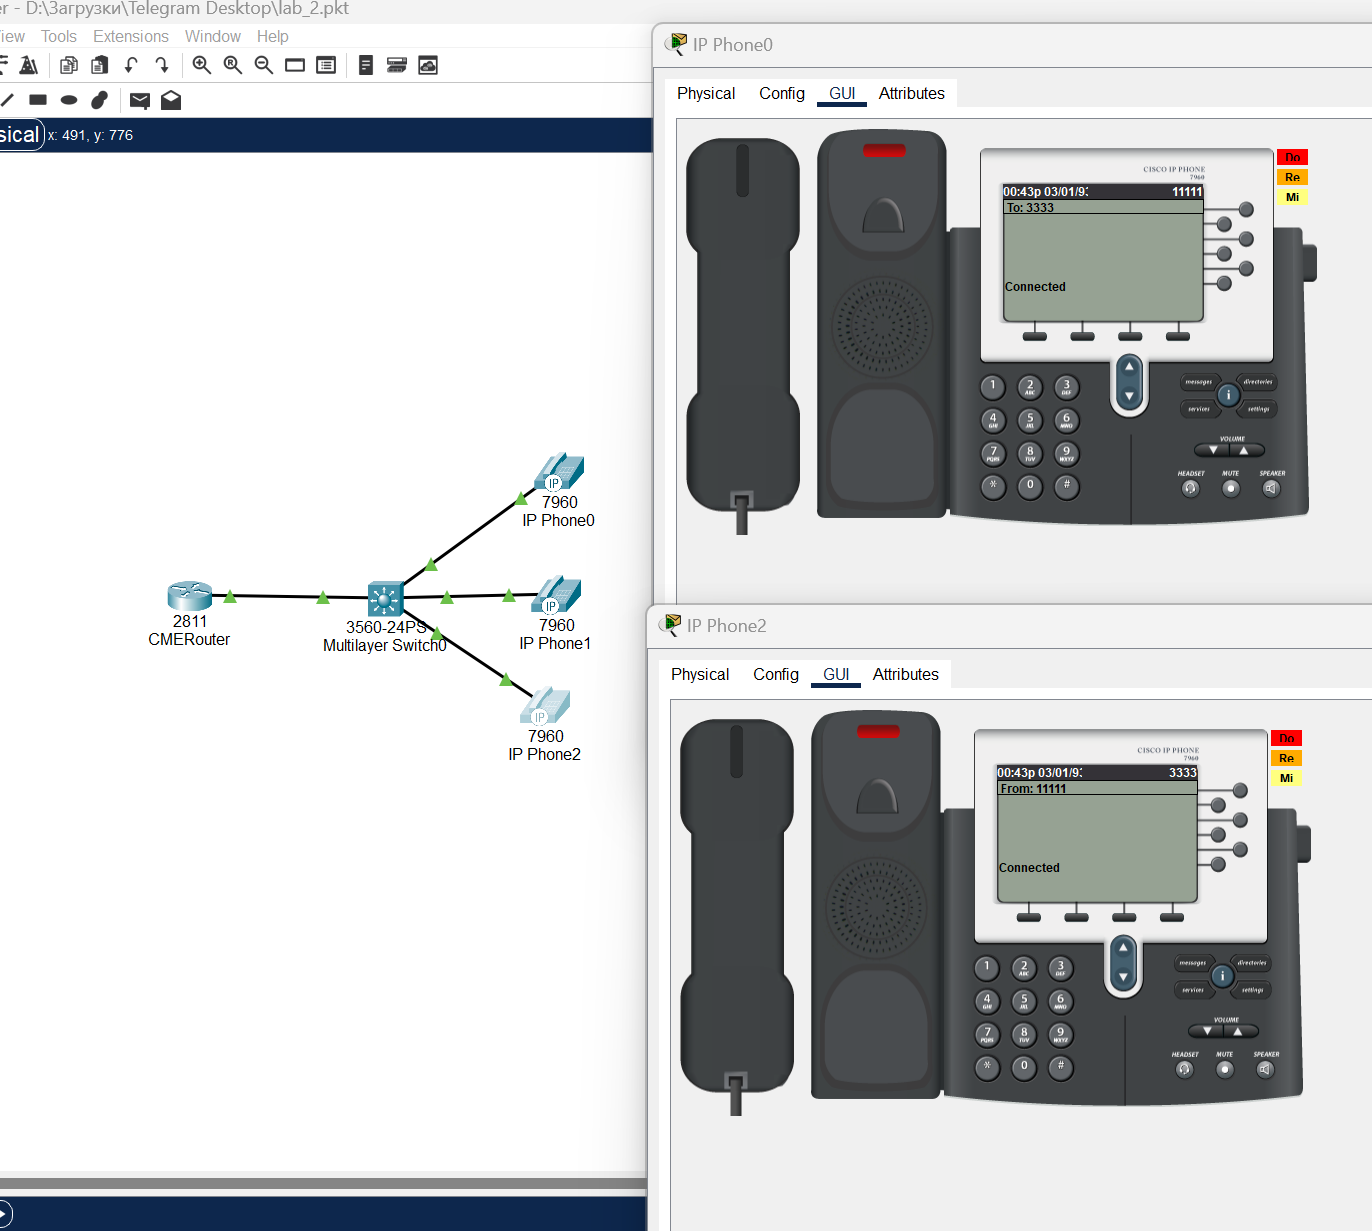 er - D:\Загрузки\Telegram Desktop\lab_2.pkt
View Tools Extensions Window Help
sical x: 491, y: 776
7960
IP Phone0
2811
CMERouter
3560-24PS
Multilayer Switch0
7960
IP Phone1
7960
IP Phone2
IP Phone0
Physical Config GUI Attributes
CISCO IP PHONE
7960
00:43p 03/01/9
11111
To: 3333
Connected
Do
Re
Mi
1 2 ABC 3 DEF
4 GHI 5 JKL 6 MNO
7 PQRS 8 TUV 9 WXYZ
* 0 #
messages directories
i
services settings
VOLUME
HEADSET MUTE SPEAKER
IP Phone2
Physical Config GUI Attributes
CISCO IP PHONE
7960
00:43p 03/01/9
3333
From: 11111
Connected
Do
Re
Mi
1 2 ABC 3 DEF
4 GHI 5 JKL 6 MNO
7 PQRS 8 TUV 9 WXYZ
* 0 #
messages directories
i
services settings
VOLUME
HEADSET MUTE SPEAKER